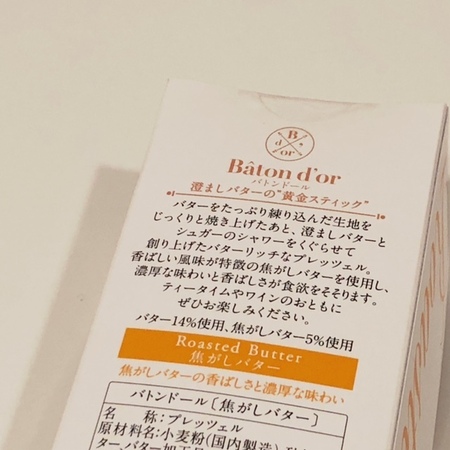 B
d or
Bâton d'or
バトンドール
澄ましバターの"黄金スティック"
バターをたっぷり練り込んだ生地を
じっくりと焼き上げたあと、澄ましバターと
シュガーのシャワーをくぐらせて
創り上げたバターリッチなプレッツェル。
香ばしい風味が特徴の焦がしバターを使用し、
濃厚な味わいと香ばしさが食欲をそそります。
ティータイムやワインのおともに
ぜひお楽しみください。
バター14%使用、焦がしバター5%使用
Roasted Butter
焦がしバター
焦がしバターの香ばしさと濃厚な味わい
バトンドール〔焦がしバター〕
名 称:プレッツェル
原材料名:小麦粉(国内製造)
ター、バター加工品